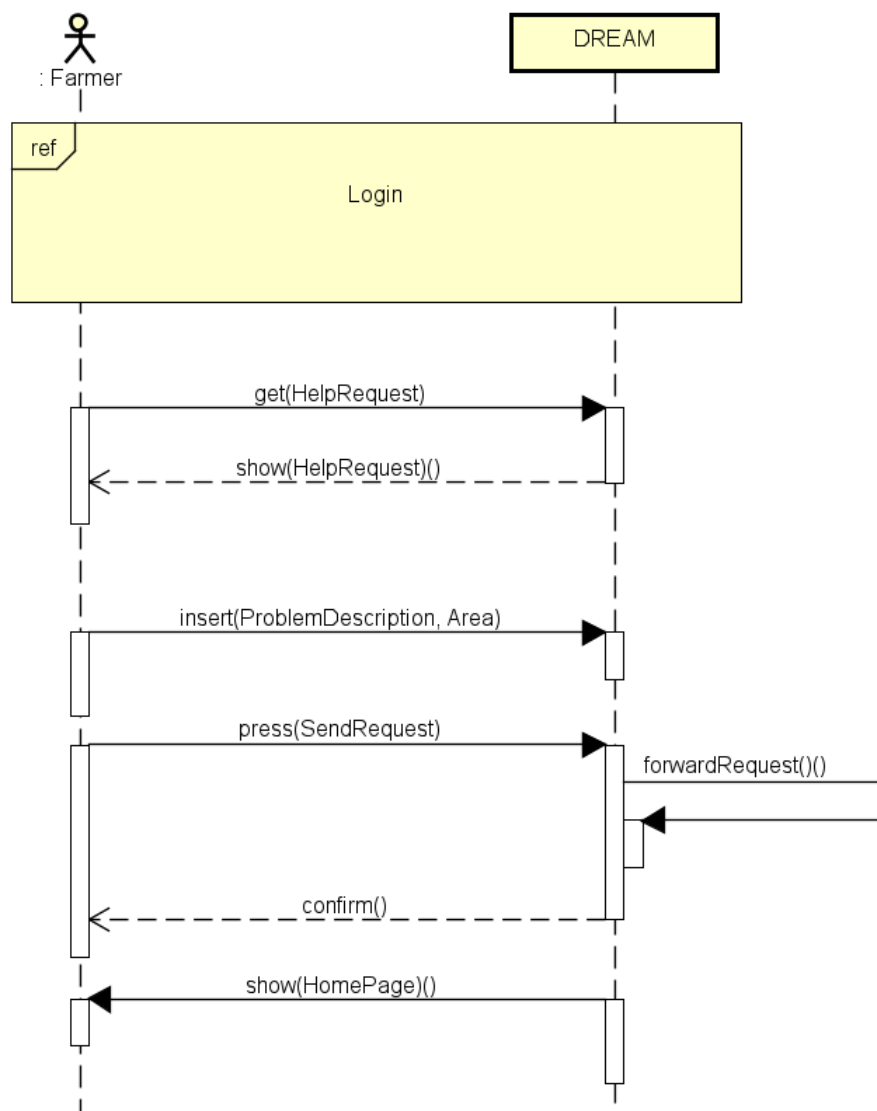 : Farmer
DREAM
ref
Login
get(HelpRequest)
show(HelpRequest)()
insert(ProblemDescription, Area)
press(SendRequest)
forwardRequest()()
confirm()
show(HomePage)()